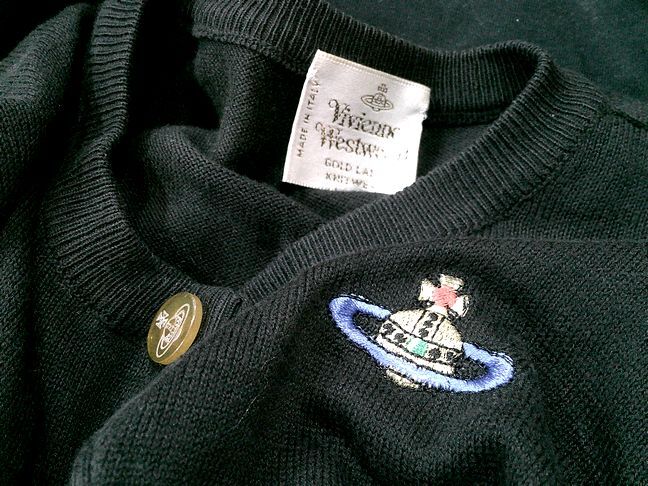 MADE IN ITALY
Vivienne
Westwood
GOLD LA
KNITWE